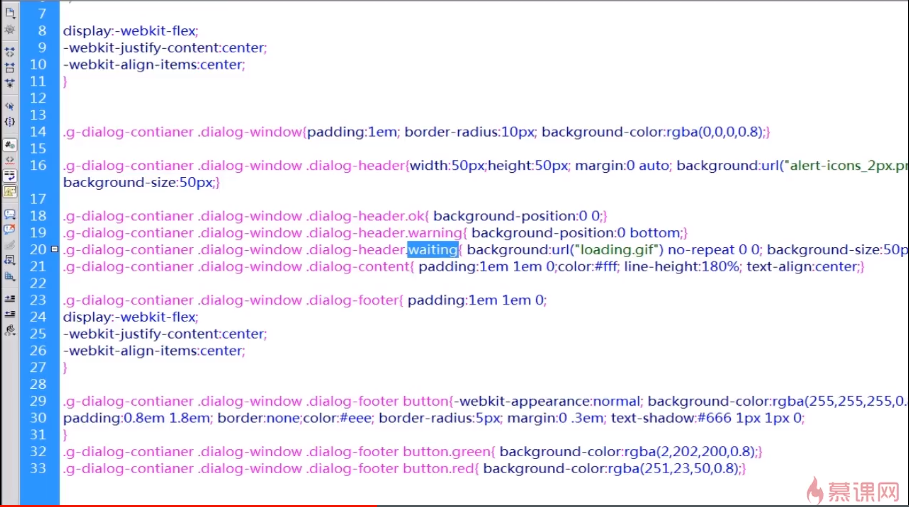 7
8 display:-webkit-flex;
9 -webkit-justify-content:center;
10 -webkit-align-items:center;
11 }
12
13
14 .g-dialog-contianer .dialog-window{padding:1em; border-radius:10px; background-color:rgba(0,0,0,0.8);}
15
16 .g-dialog-contianer .dialog-window .dialog-header{width:50px;height:50px; margin:0 auto; background:url("alert-icons_2px.pr
background-size:50px;}
17
18 .g-dialog-contianer .dialog-window .dialog-header.ok{ background-position:0 0;}
19 .g-dialog-contianer .dialog-window .dialog-header.warning{ background-position:0 bottom;}
20 .g-dialog-contianer .dialog-window .dialog-header.waiting{ background:url("loading.gif") no-repeat 0 0; background-size:50p
21 .g-dialog-contianer .dialog-window .dialog-content{ padding:1em 1em 0;color:#fff; line-height:180%; text-align:center;}
22
23 .g-dialog-contianer .dialog-window .dialog-footer{ padding:1em 1em 0;
24 display:-webkit-flex;
25 -webkit-justify-content:center;
26 -webkit-align-items:center;
27 }
28
29 .g-dialog-contianer .dialog-window .dialog-footer button{-webkit-appearance:normal; background-color:rgba(255,255,255,0.
30 padding:0.8em 1.8em; border:none;color:#eee; border-radius:5px; margin:0 .3em; text-shadow:#666 1px 1px 0;
31 }
32 .g-dialog-contianer .dialog-window .dialog-footer button.green{ background-color:rgba(2,202,200,0.8);}
33 .g-dialog-contianer .dialog-window .dialog-footer button.red{ background-color:rgba(251,23,50,0.8);}
慕课网